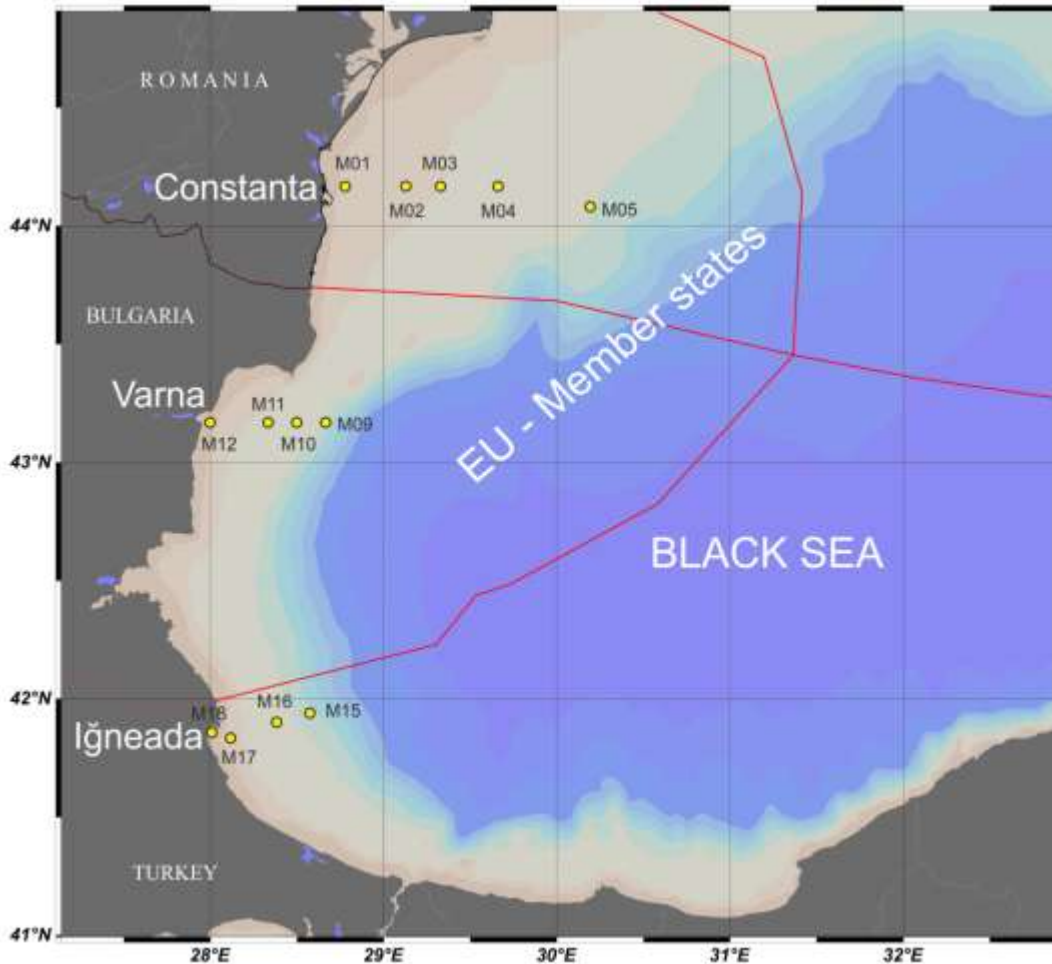 ROMANIA
M01
M03
Constanta
M02
M04
M05
44°N
BULGARIA
EU - Member states
Varna
M11
M09
M12
M10
43°N
BLACK SEA
42°N
M18
M16
M15
Iğneada
M17
TURKEY
41°N
28°E
29°E
30°E
31°E
32°E